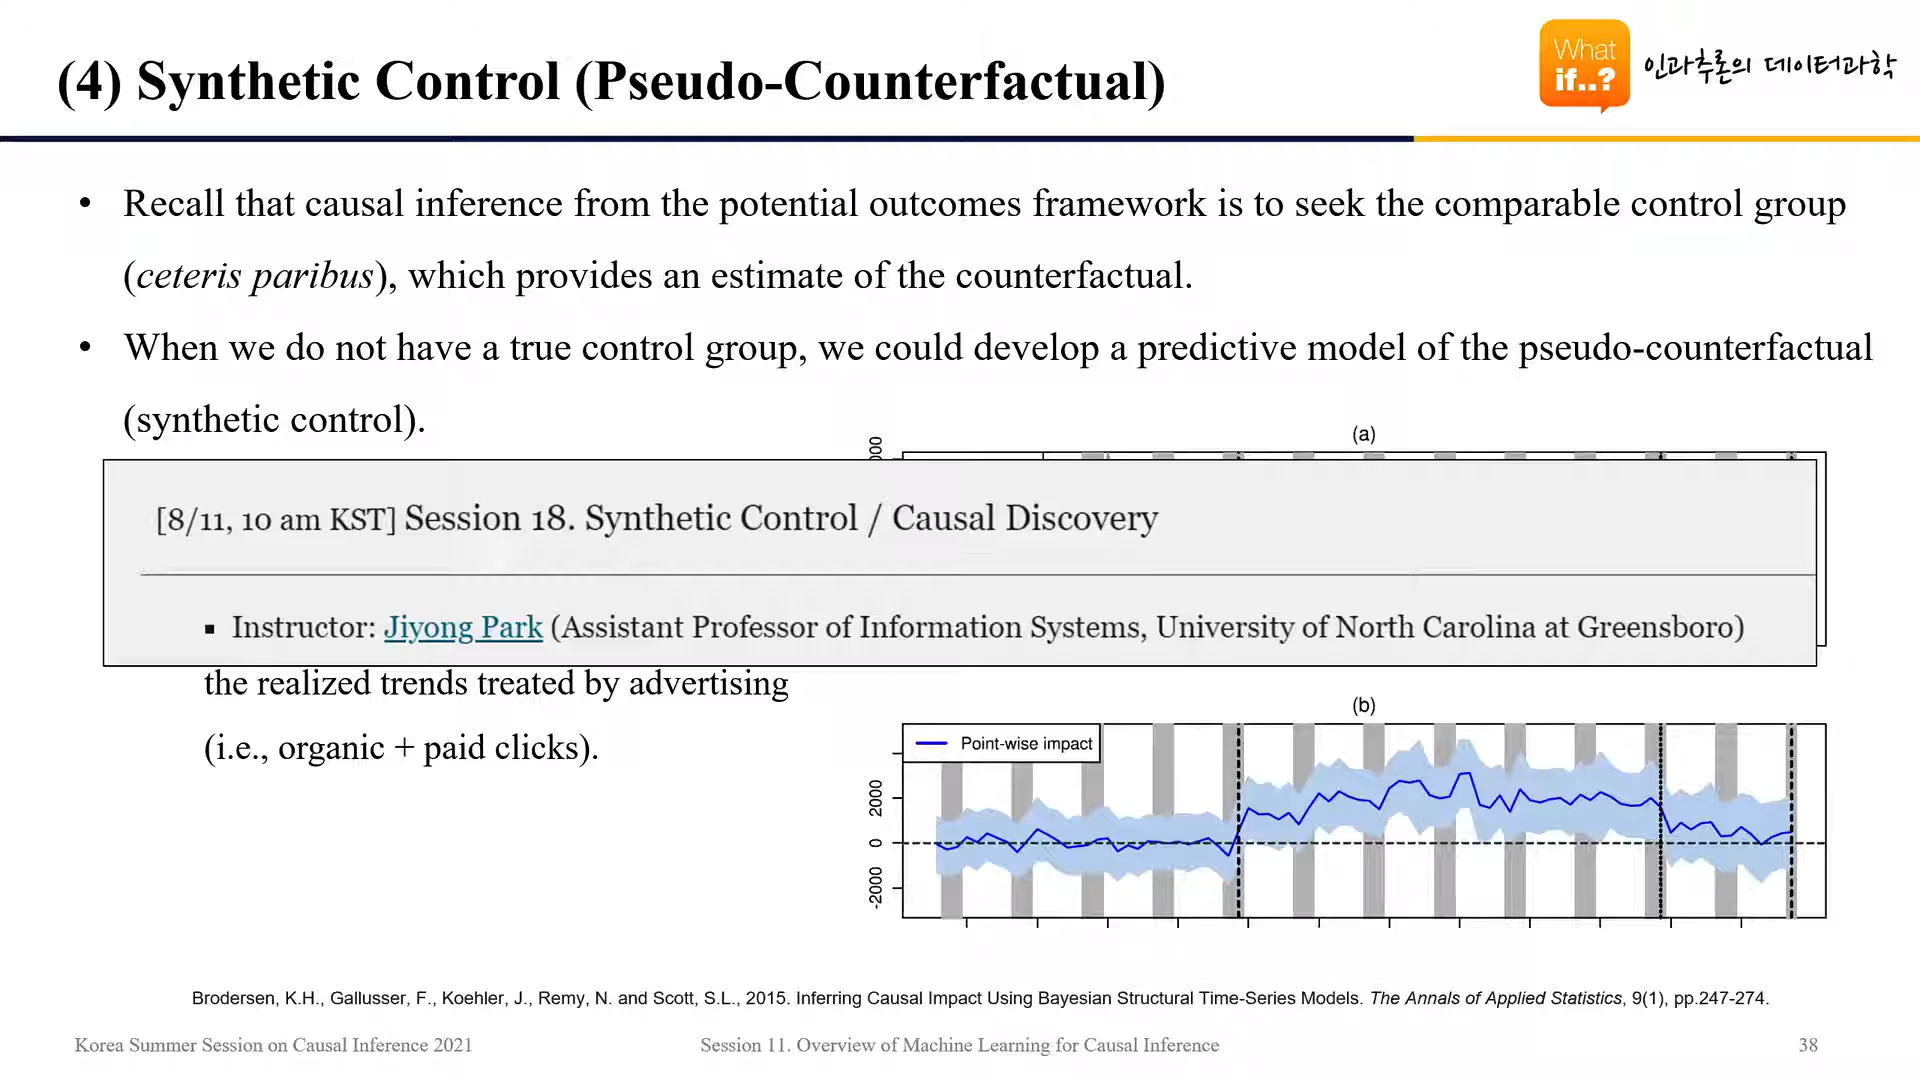 (4) Synthetic Control (Pseudo-Counterfactual)
What
if..?
인과추론의 데이터과학
• Recall that causal inference from the potential outcomes framework is to seek the comparable control group
(ceteris paribus), which provides an estimate of the counterfactual.
• When we do not have a true control group, we could develop a predictive model of the pseudo-counterfactual
(synthetic control).
(a)
[8/11, 10 am KST] Session 18. Synthetic Control / Causal Discovery
▪ Instructor: Jiyong Park (Assistant Professor of Information Systems, University of North Carolina at Greensboro)
the realized trends treated by advertising
(i.e., organic + paid clicks).
(b)
Point-wise impact
2000
0
-2000
Brodersen, K.H., Gallusser, F., Koehler, J., Remy, N. and Scott, S.L., 2015. Inferring Causal Impact Using Bayesian Structural Time-Series Models. The Annals of Applied Statistics, 9(1), pp.247-274.
Korea Summer Session on Causal Inference 2021
Session 11. Overview of Machine Learning for Causal Inference
38